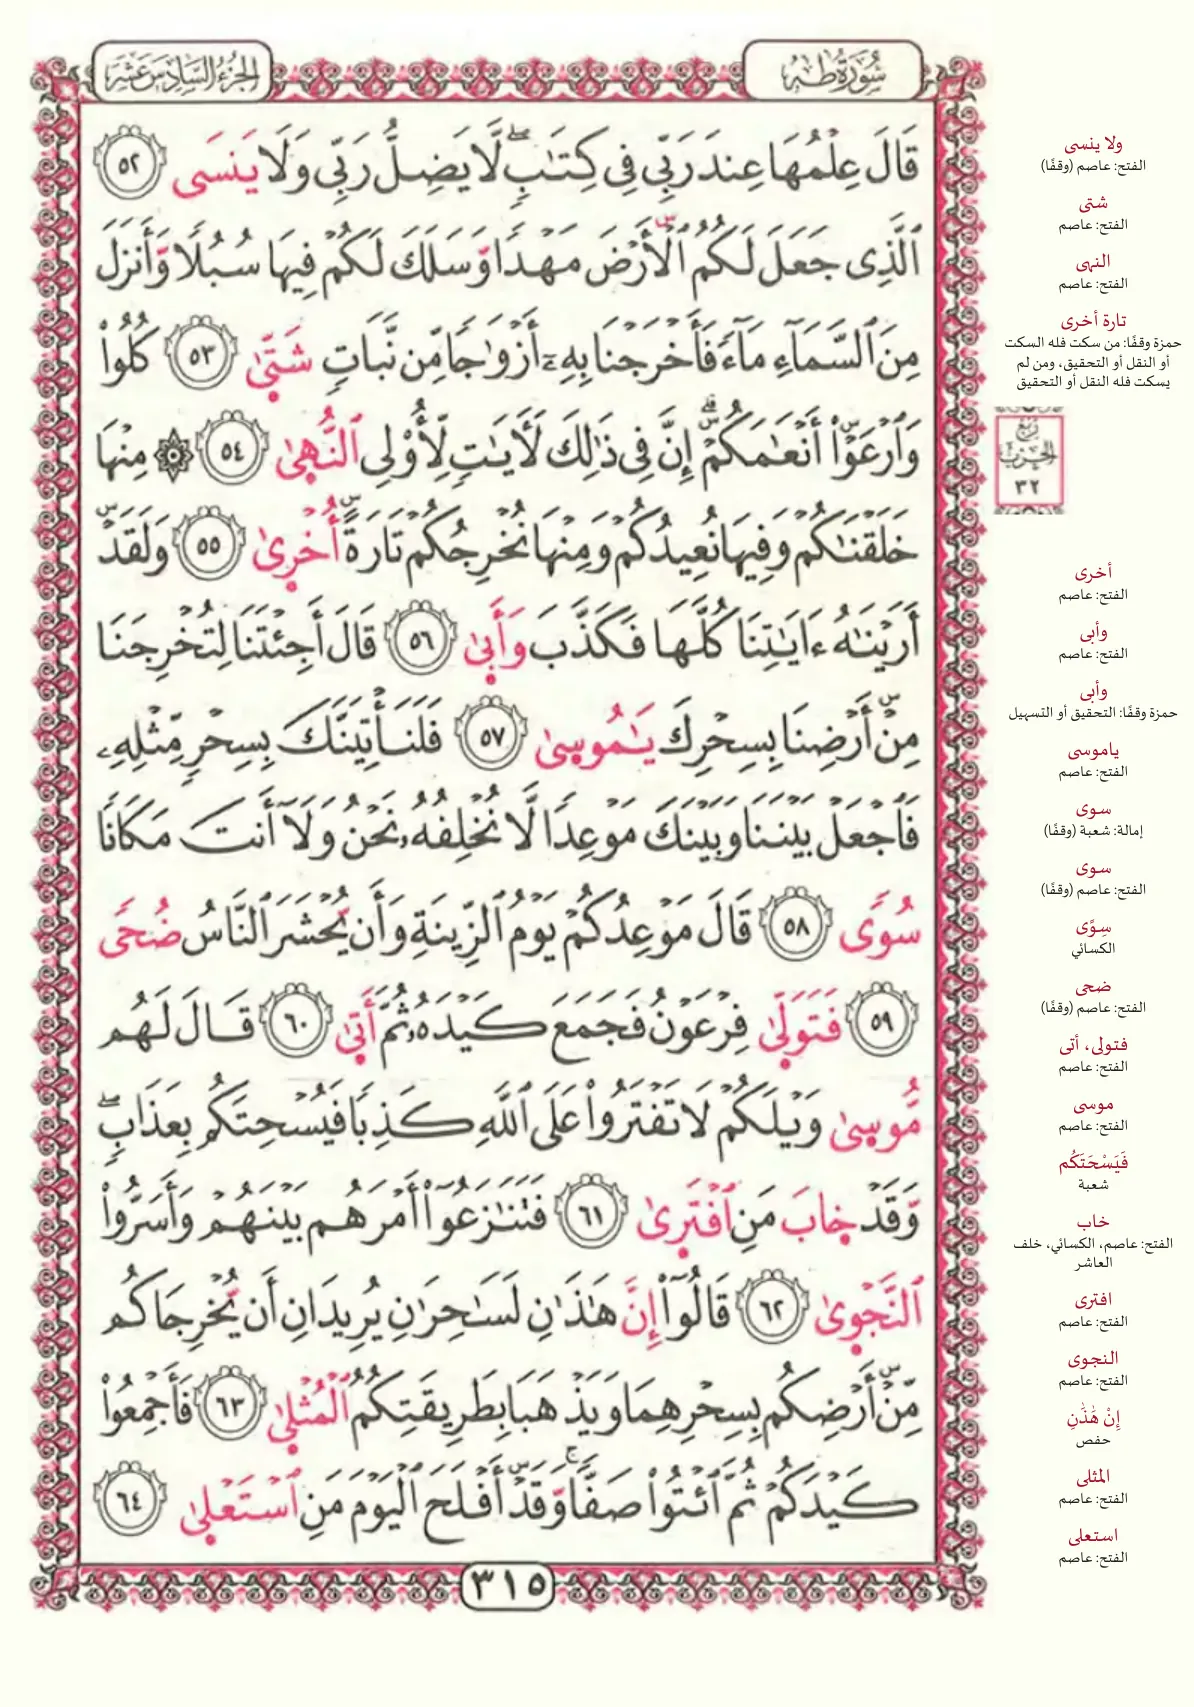 سُورَةُ طه
الجُزْءُ السَّادِسَ عَشَرَ
قَالَ عِلْمُهَا عِندَ رَبِّي فِي كِتَٰبٖۖ لَّا يَضِلُّ رَبِّي وَلَا يَنسَى ٥٢
ٱلَّذِي جَعَلَ لَكُمُ ٱلۡأَرۡضَ مَهۡدٗا وَسَلَكَ لَكُمۡ فِيهَا سُبُلٗا وَأَنزَلَ
مِنَ ٱلسَّمَآءِ مَآءٗ فَأَخۡرَجۡنَا بِهِۦٓ أَزۡوَٰجٗا مِّن نَّبَاتٖ شَتَّىٰ ٥٣ كُلُواْ
وَٱرۡعَوۡاْ أَنۡعَٰمَكُمۡۚ إِنَّ فِي ذَٰلِكَ لَأٓيَٰتٖ لِّأُوْلِي ٱلنُّهَىٰ ٥٤ ۞ مِنۡهَا
خَلَقۡنَٰكُمۡ وَفِيهَا نُعِيدُكُمۡ وَمِنۡهَا نُخۡرِجُكُمۡ تَارَةً أُخۡرَىٰ ٥٥ وَلَقَدۡ
أَرَيۡنَٰهُ ءَايَٰتِنَا كُلَّهَا فَكَذَّبَ وَأَبَىٰ ٥٦ قَالَ أَجِئۡتَنَا لِتُخۡرِجَنَا
مِنۡ أَرۡضِنَا بِسِحۡرِكَ يَٰمُوسَىٰ ٥٧ فَلَنَأۡتِيَنَّكَ بِسِحۡرٖ مِّثۡلِهِۦ
فَٱجۡعَلۡ بَيۡنَنَا وَبَيۡنَكَ مَوۡعِدٗا لَّا نُخۡلِفُهُۥ نَحۡنُ وَلَآ أَنتَ مَكَانٗا
سُوٗى ٥٨ قَالَ مَوۡعِدُكُمۡ يَوۡمُ ٱلزِّينَةِ وَأَن يُحۡشَرَ ٱلنَّاسُ ضُحٗى
٥٩ فَتَوَلَّىٰ فِرۡعَوۡنُ فَجَمَعَ كَيۡدَهُۥ ثُمَّ أَتَىٰ ٦٠ قَالَ لَهُم
مُّوسَىٰ وَيۡلَكُمۡ لَا تَفۡتَرُواْ عَلَى ٱللَّهِ كَذِبٗا فَيُسۡحِتَكُم بِعَذَابٖۖ
وَقَدۡ خَابَ مَنِ ٱفۡتَرَىٰ ٦١ فَتَنَٰزَعُوٓاْ أَمۡرَهُم بَيۡنَهُمۡ وَأَسَرُّواْ
ٱلنَّجۡوَىٰ ٦٢ قَالُوٓاْ إِنَّ هَٰذَٰنِ لَسَٰحِرَٰنِ يُرِيدَانِ أَن يُخۡرِجَاكُم
مِّنۡ أَرۡضِكُم بِسِحۡرِهِمَا وَيَذۡهَبَا بِطَرِيقَتِكُمُ ٱلۡمُثۡلَىٰ ٦٣ فَأَجۡمِعُواْ
كَيۡدَكُمۡ ثُمَّ ٱئۡتُواْ صَفّٗاۚ وَقَدۡ أَفۡلَحَ ٱلۡيَوۡمَ مَنِ ٱسۡتَعۡلَىٰ ٦٤
٣١٥
ولا ينسى
الفتح: عاصم (وقفًا)
شتى
الفتح: عاصم
النهى
الفتح: عاصم
تارة أخرى
حمزة وقفًا: من سكت فله السكت
أو النقل أو التحقيق، ومن لم
يسكت فله النقل أو التحقيق
ربع
الحزب
٣٢
أخرى
الفتح: عاصم
وأبى
الفتح: عاصم
وأبى
حمزة وقفًا: التحقيق أو التسهيل
ياموسى
الفتح: عاصم
سوى
إمالة: شعبة (وقفًا)
سوى
الفتح: عاصم (وقفًا)
سِوًى
الكسائي
ضحى
الفتح: عاصم (وقفًا)
فتولى، أتى
الفتح: عاصم
موسى
الفتح: عاصم
فَيَسْحَتَكُم
شعبة
خاب
الفتح: عاصم، الكسائي، خلف
العاشر
افترى
الفتح: عاصم
النجوى
الفتح: عاصم
إِنْ هَٰذَٰنِ
حفص
المثلى
الفتح: عاصم
استعلى
الفتح: عاصم